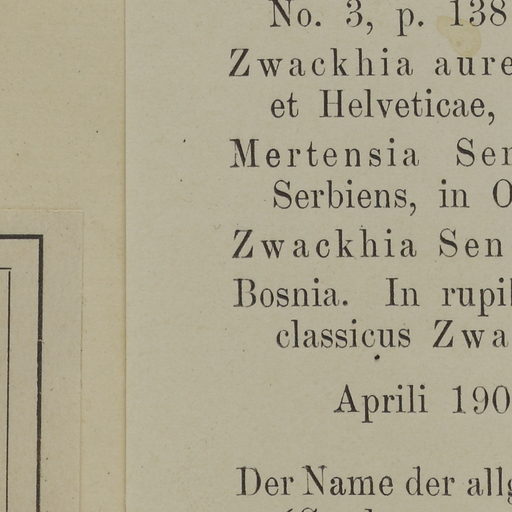 No. 3, p. 138
Zwackhia aure
et Helveticae,
Mertensia Ser
Serbiens, in O
Zwackhia Sen
Bosnia. In rupi
classicus Zwa
Aprili 190
Der Name der allg